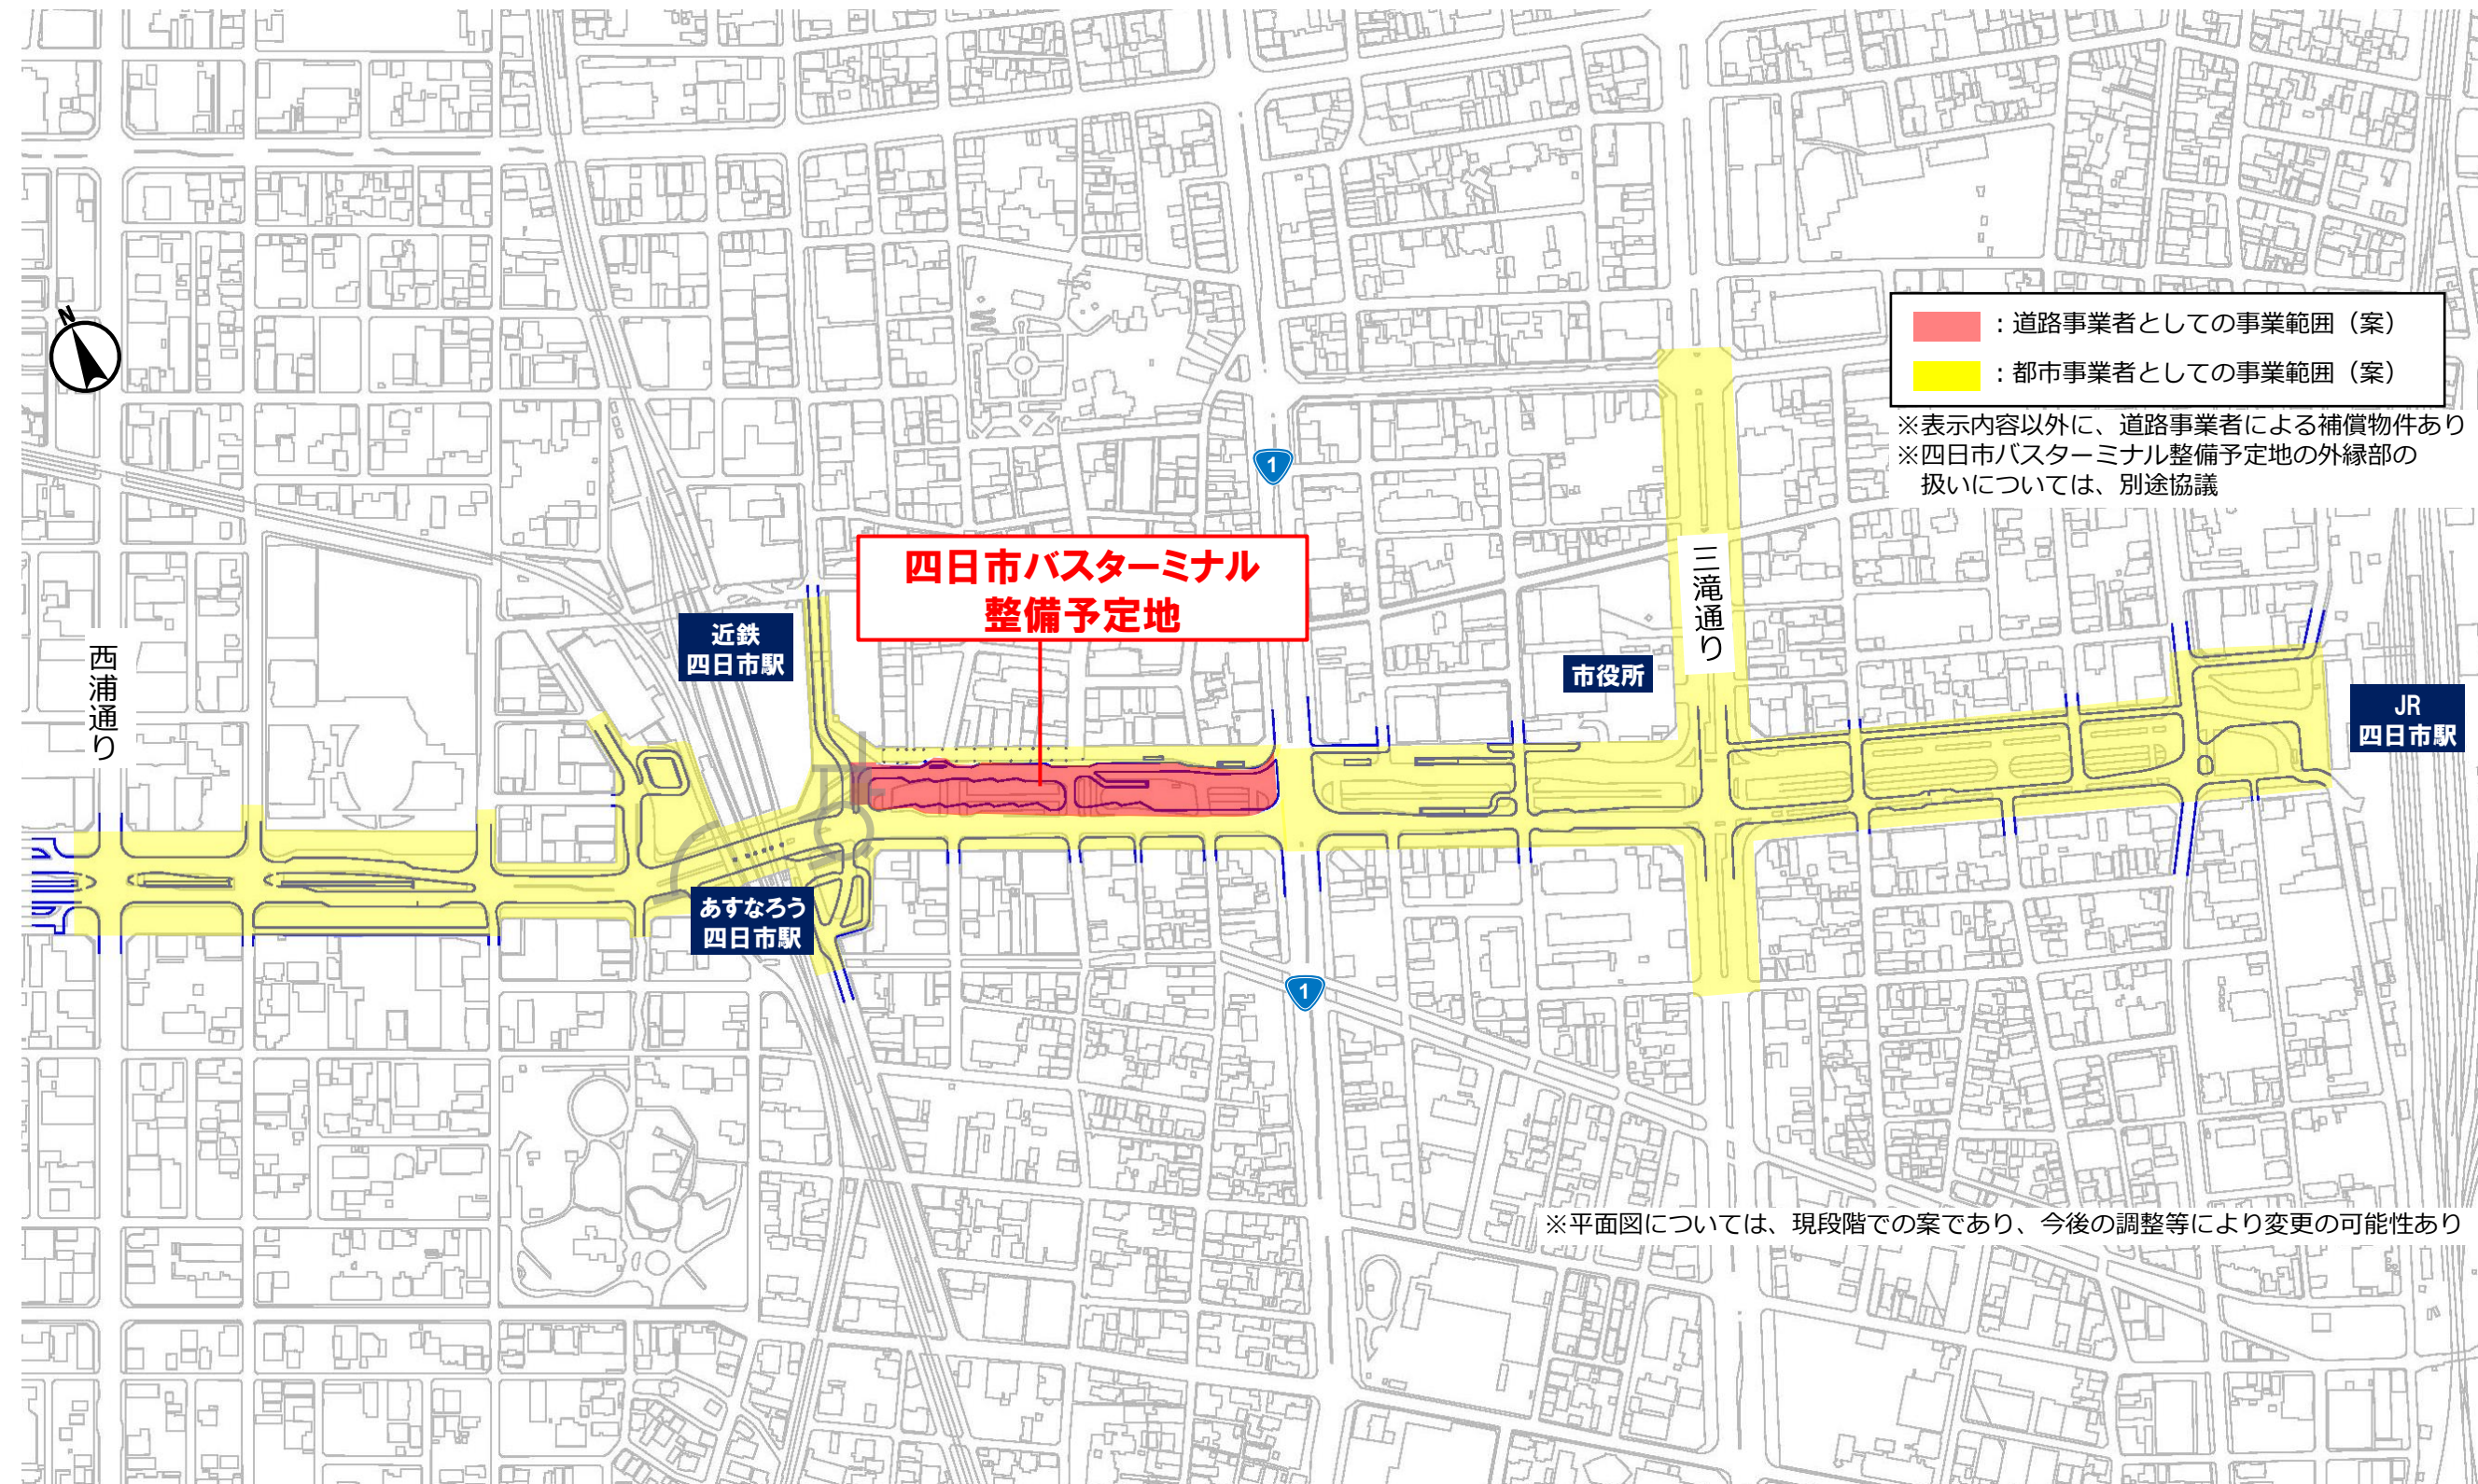 N
：道路事業者としての事業範囲（案）
：都市事業者としての事業範囲（案）
※表示内容以外に、道路事業者による補償物件あり
※四日市バスターミナル整備予定地の外縁部の
扱いについては、別途協議
1
四日市バスターミナル
整備予定地
三滝通り
近鉄
四日市駅
西浦通り
市役所
JR
四日市駅
あすなろう
四日市駅
1
※平面図については、現段階での案であり、今後の調整等により変更の可能性あり